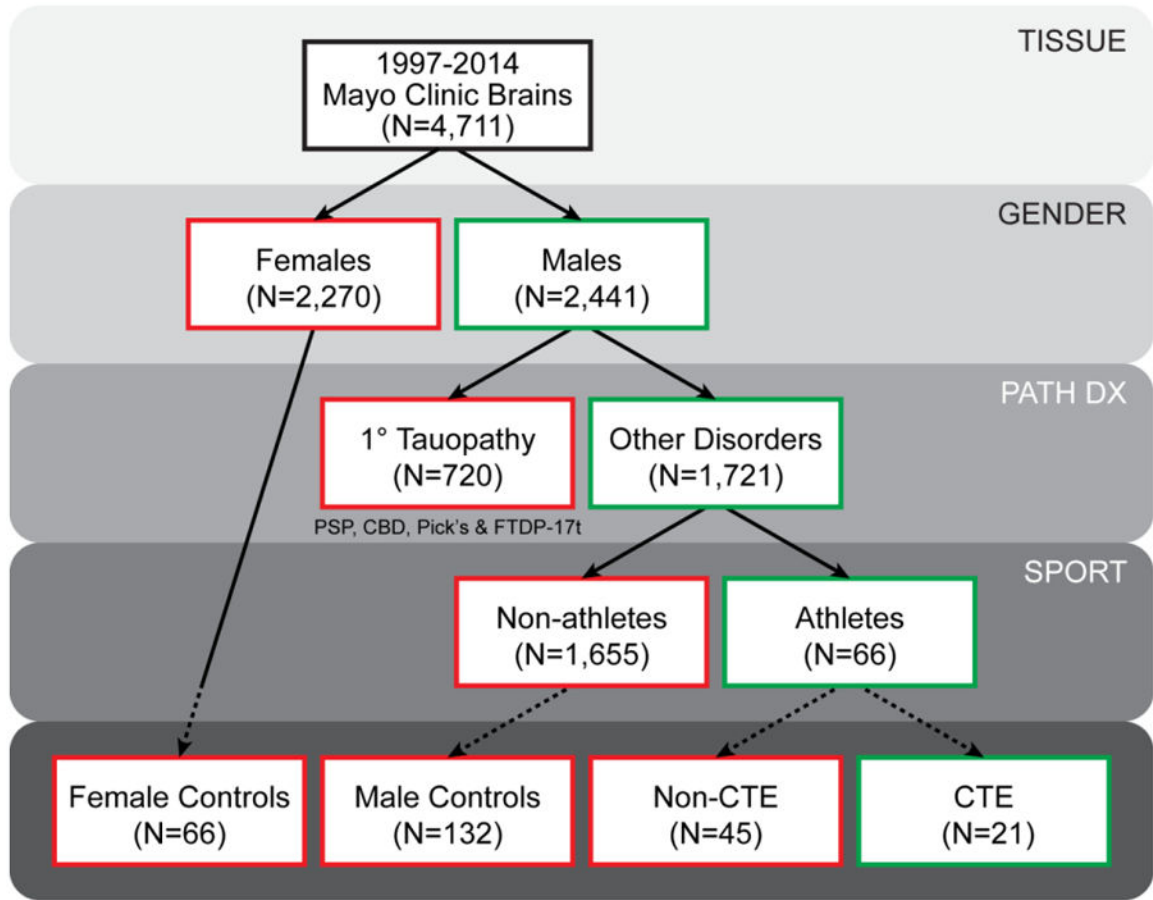 TISSUE
1997-2014
Mayo Clinic Brains
(N=4,711)
GENDER
Females
(N=2,270)
Males
(N=2,441)
PATH DX
1° Tauopathy
(N=720)
Other Disorders
(N=1,721)
PSP, CBD, Pick's & FTDP-17t
SPORT
Non-athletes
(N=1,655)
Athletes
(N=66)
Female Controls
(N=66)
Male Controls
(N=132)
Non-CTE
(N=45)
CTE
(N=21)